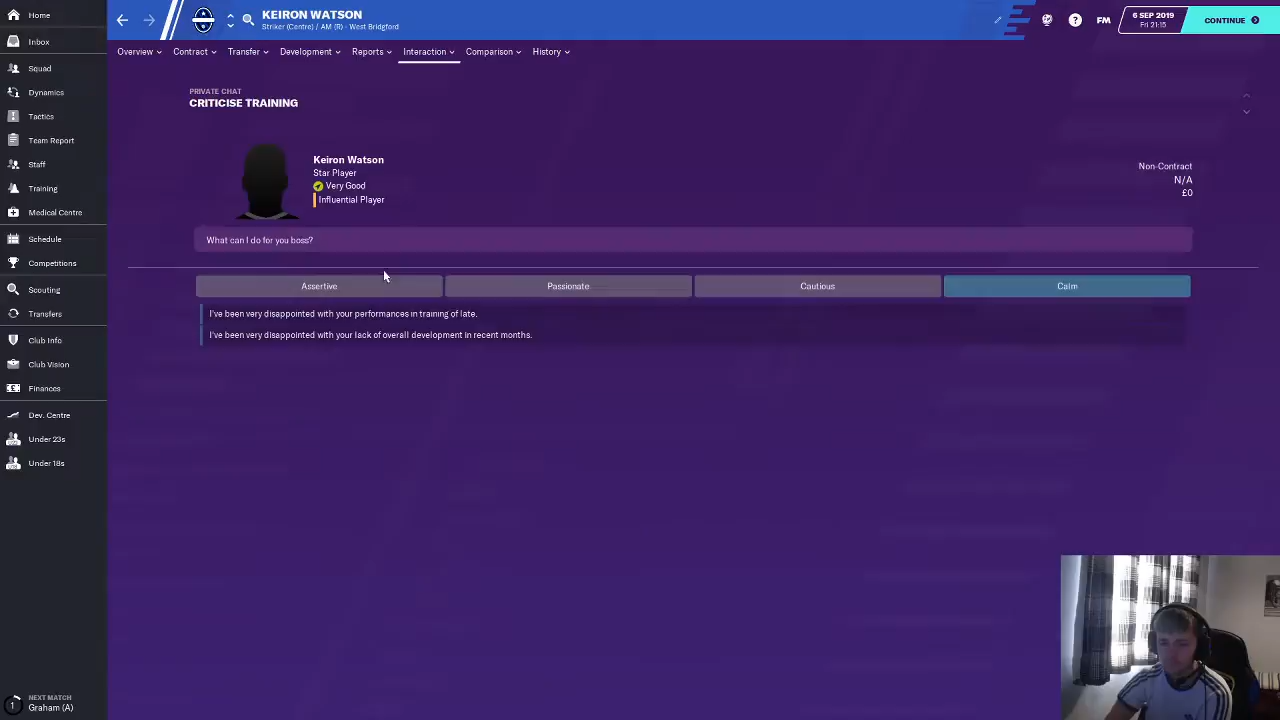 Home
Inbox
Squad
Dynamics
Tactics
Team Report
Staff
Training
Medical Centre
Schedule
Competitions
Scouting
Transfers
Club Info
Club Vision
Finances
Dev. Centre
Under 23s
Under 18s
1
NEXT MATCH
Graham (A)
KEIRON WATSON
Striker (Centre) / AM (R) - West Bridgford
?
FM
6 SEP 2019
Fri 21:15
CONTINUE
Overview
Contract
Transfer
Development
Reports
Interaction
Comparison
History
PRIVATE CHAT
CRITICISE TRAINING
Keiron Watson
Star Player
Very Good
Influential Player
Non-Contract
N/A
£0
What can I do for you boss?
Assertive
Passionate
Cautious
Calm
I've been very disappointed with your performances in training of late.
I've been very disappointed with your lack of overall development in recent months.